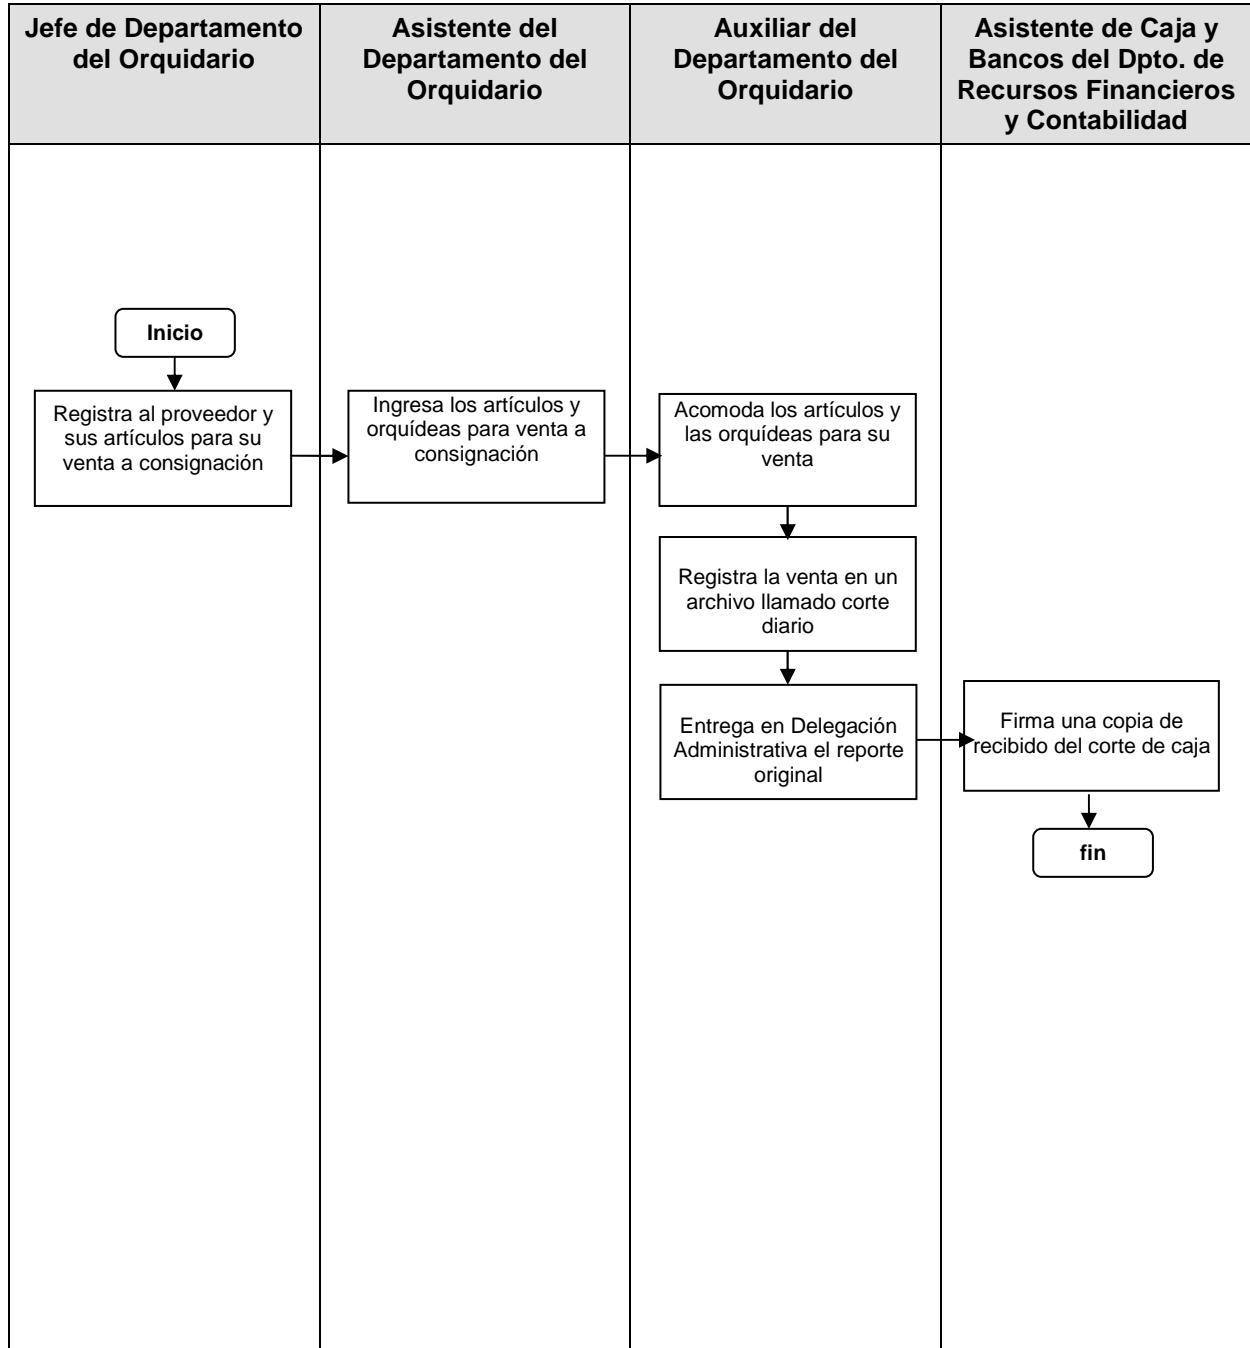 Jefe de Departamento
del Orquidario
Asistente del
Departamento del
Orquidario
Auxiliar del
Departamento del
Orquidario
Asistente de Caja y
Bancos del Dpto. de
Recursos Financieros
y Contabilidad
Inicio
Registra al proveedor y
sus artículos para su
venta a consignación
Ingresa los artículos y
orquídeas para venta a
consignación
Acomoda los artículos y
las orquídeas para su
venta
Registra la venta en un
archivo llamado corte
diario
Entrega en Delegación
Administrativa el reporte
original
Firma una copia de
recibido del corte de caja
fin